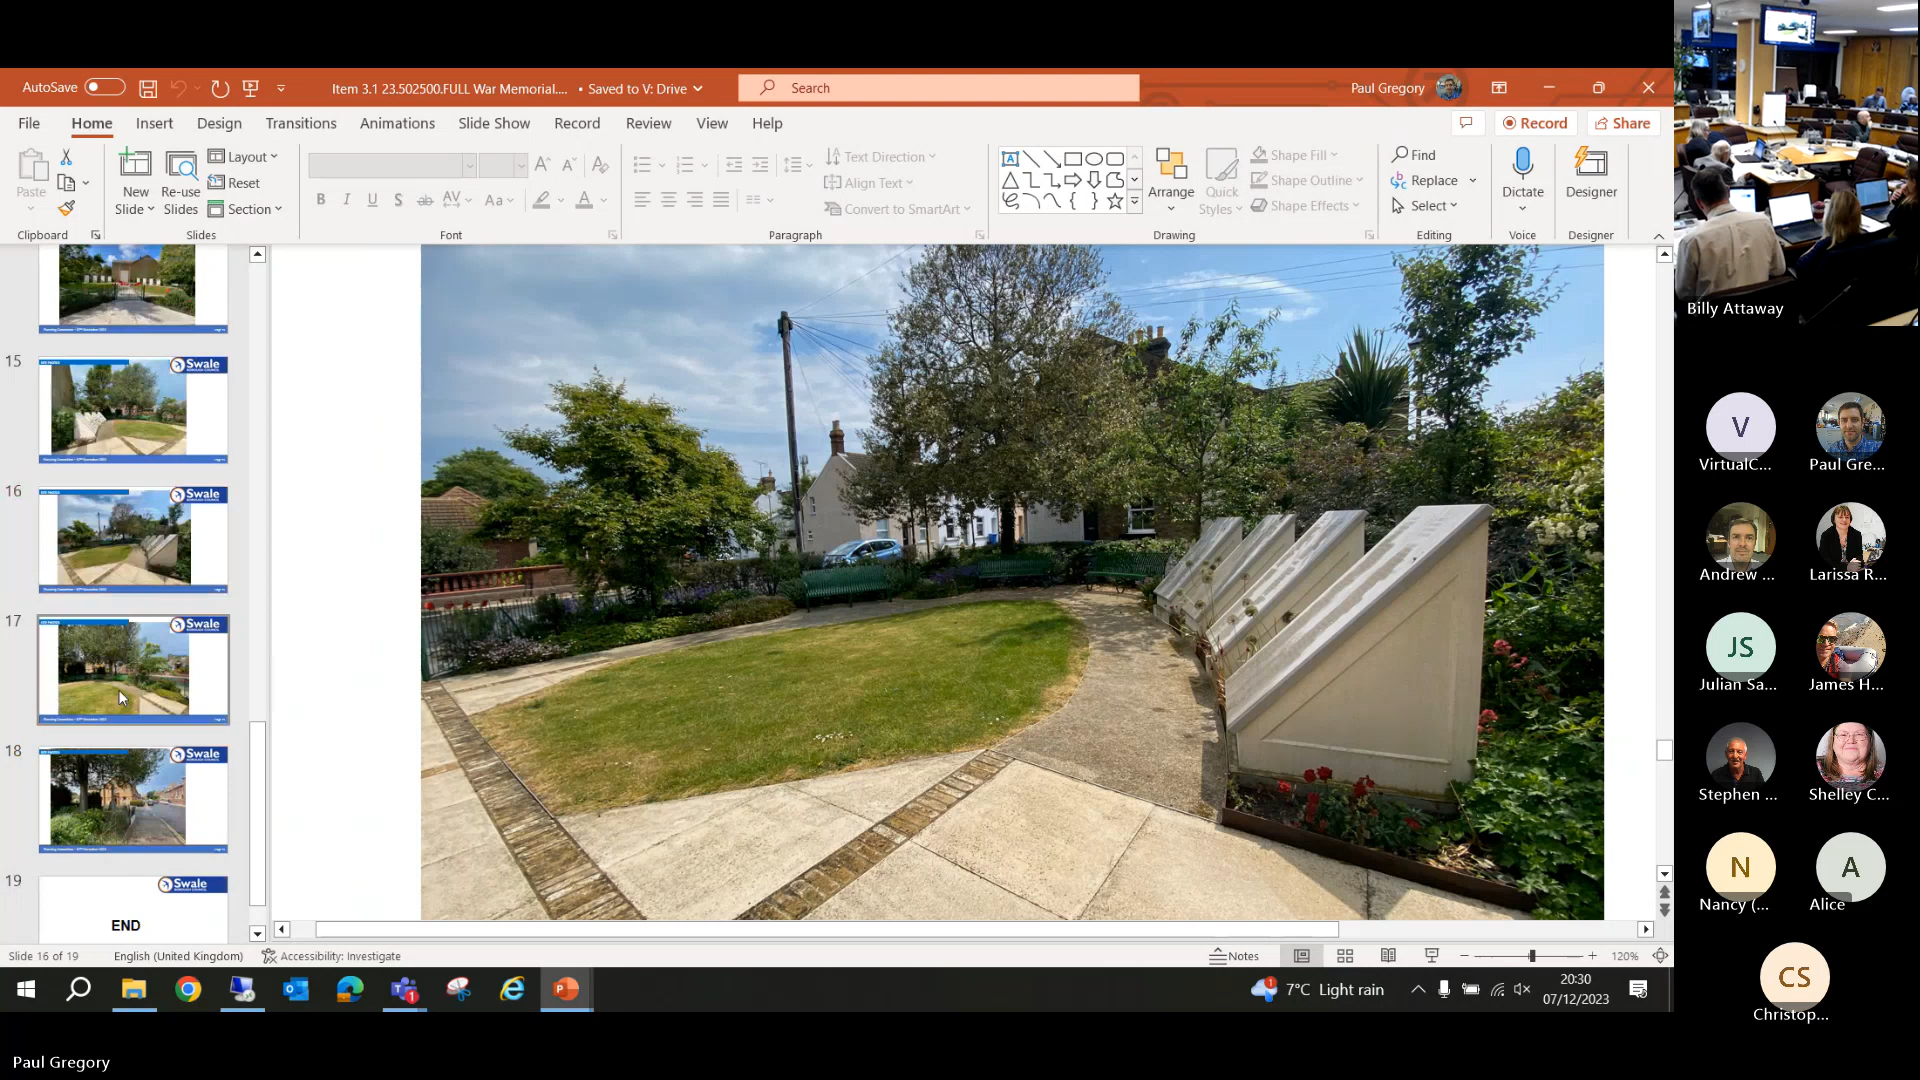 AutoSave
Item 3.1 23.502500.FULL War Memorial.... • Saved to V: Drive
Search
Paul Gregory
File Home Insert Design Transitions Animations Slide Show Record Review View Help
Record
Share
Paste
New Slide
Re-use Slides
Layout
Reset
Section
B I U S ab AV Aa
A
Text Direction
Align Text
Convert to SmartArt
Arrange
Quick Styles
Shape Fill
Shape Outline
Shape Effects
Find
Replace
Select
Dictate
Designer
Clipboard
Slides
Font
Paragraph
Drawing
Editing
Voice
Designer
15
Swale
16
Swale
17
Swale
18
Swale
19
Swale
END
Slide 16 of 19
English (United Kingdom)
Accessibility: Investigate
Notes
120%
7°C Light rain
20:30
07/12/2023
Paul Gregory
Billy Attaway
V
VirtualC...
Paul Gre...
Andrew ...
Larissa R...
JS
Julian Sa...
James H...
Stephen ...
Shelley C...
N
Nancy (...
A
Alice
CS
Christop...